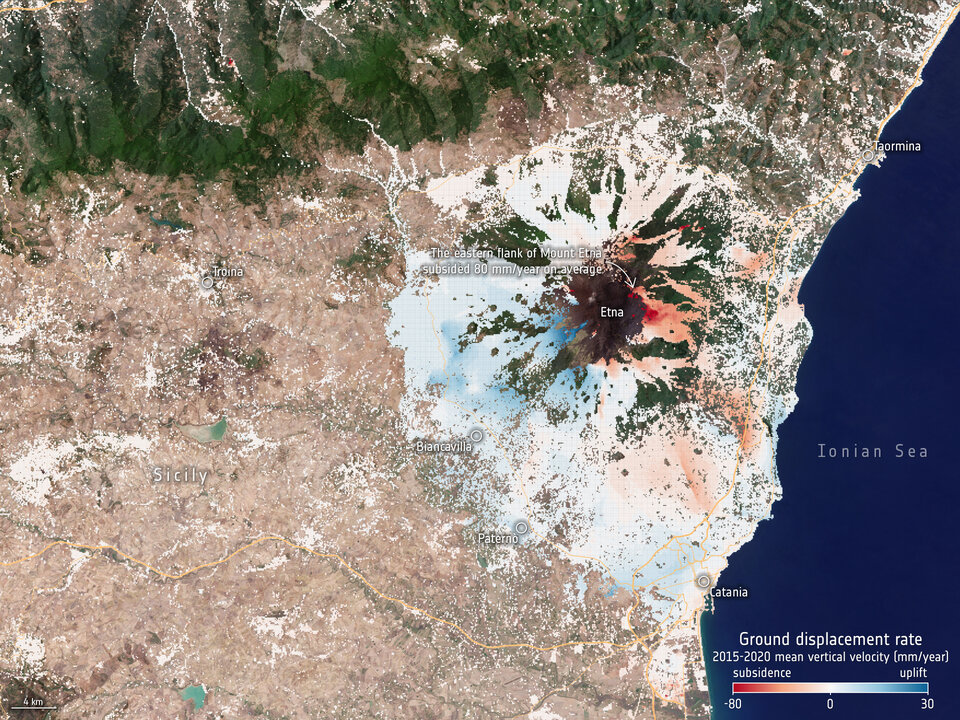 Taormina
The eastern flank of Mount Etna
subsided 80 mm/year on average
Troina
Etna
Biancavilla
Ionian Sea
Sicily
Paterno
Catania
Ground displacement rate
2015-2020 mean vertical velocity (mm/year)
subsidence uplift
-80 0 30
4 km